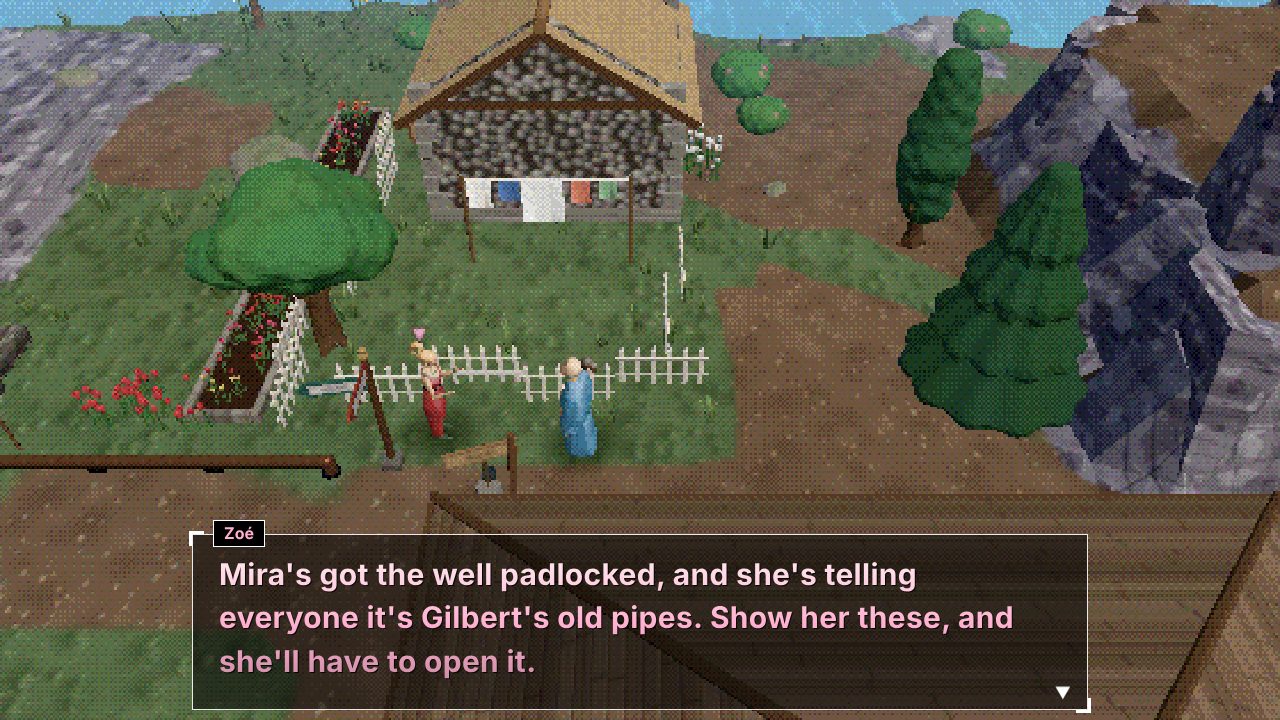 Zoé
Mira's got the well padlocked, and she's telling
everyone it's Gilbert's old pipes. Show her these, and
she'll have to open it.